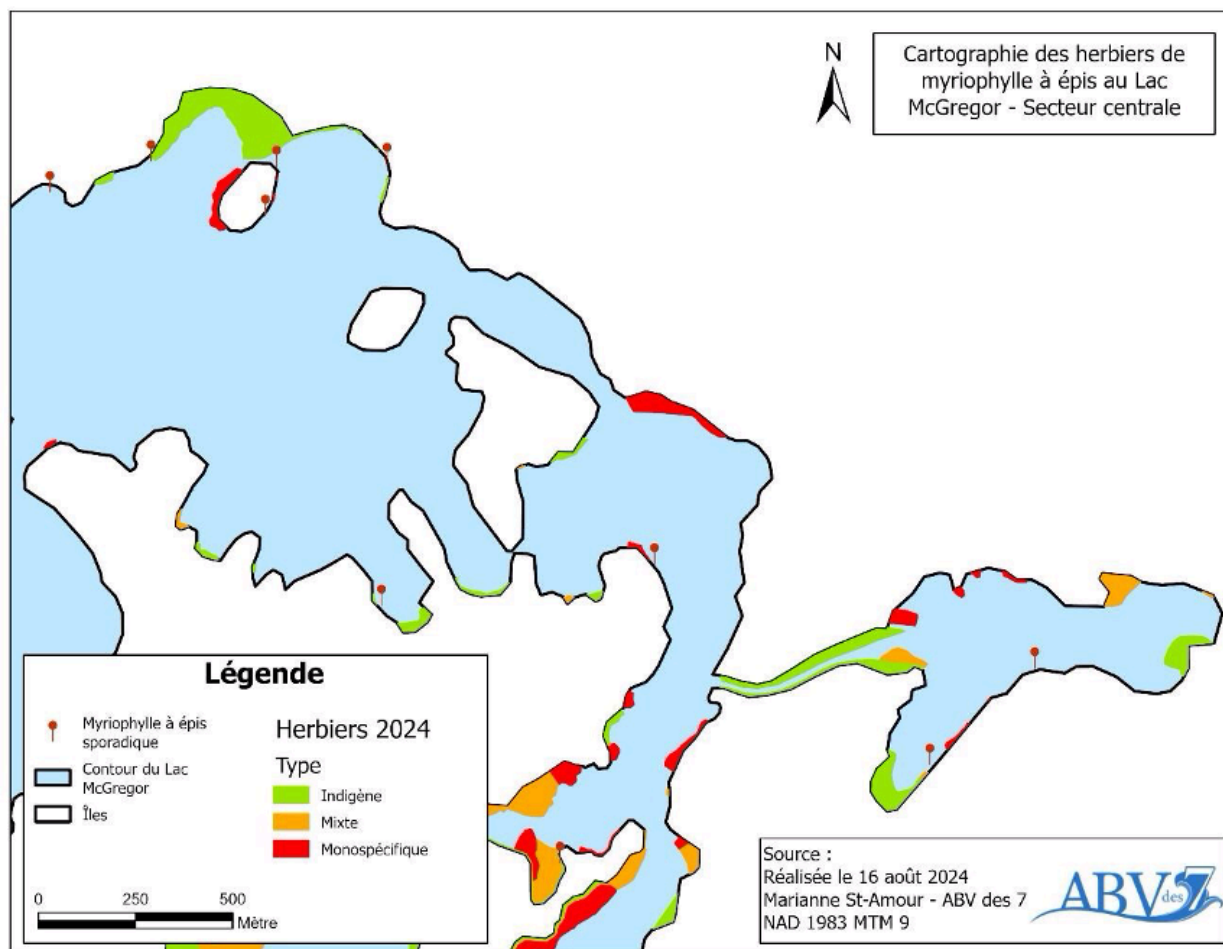 N
Cartographie des herbiers de
myriophylle à épis au Lac
McGregor - Secteur centrale
Légende
Myriophylle à épis
sporadique
Contour du Lac
McGregor
Îles
Herbiers 2024
Type
Indigène
Mixte
Monospécifique
0 250 500
Mètre
Source :
Réalisée le 16 août 2024
Marianne St-Amour - ABV des 7
NAD 1983 MTM 9
ABV des 7